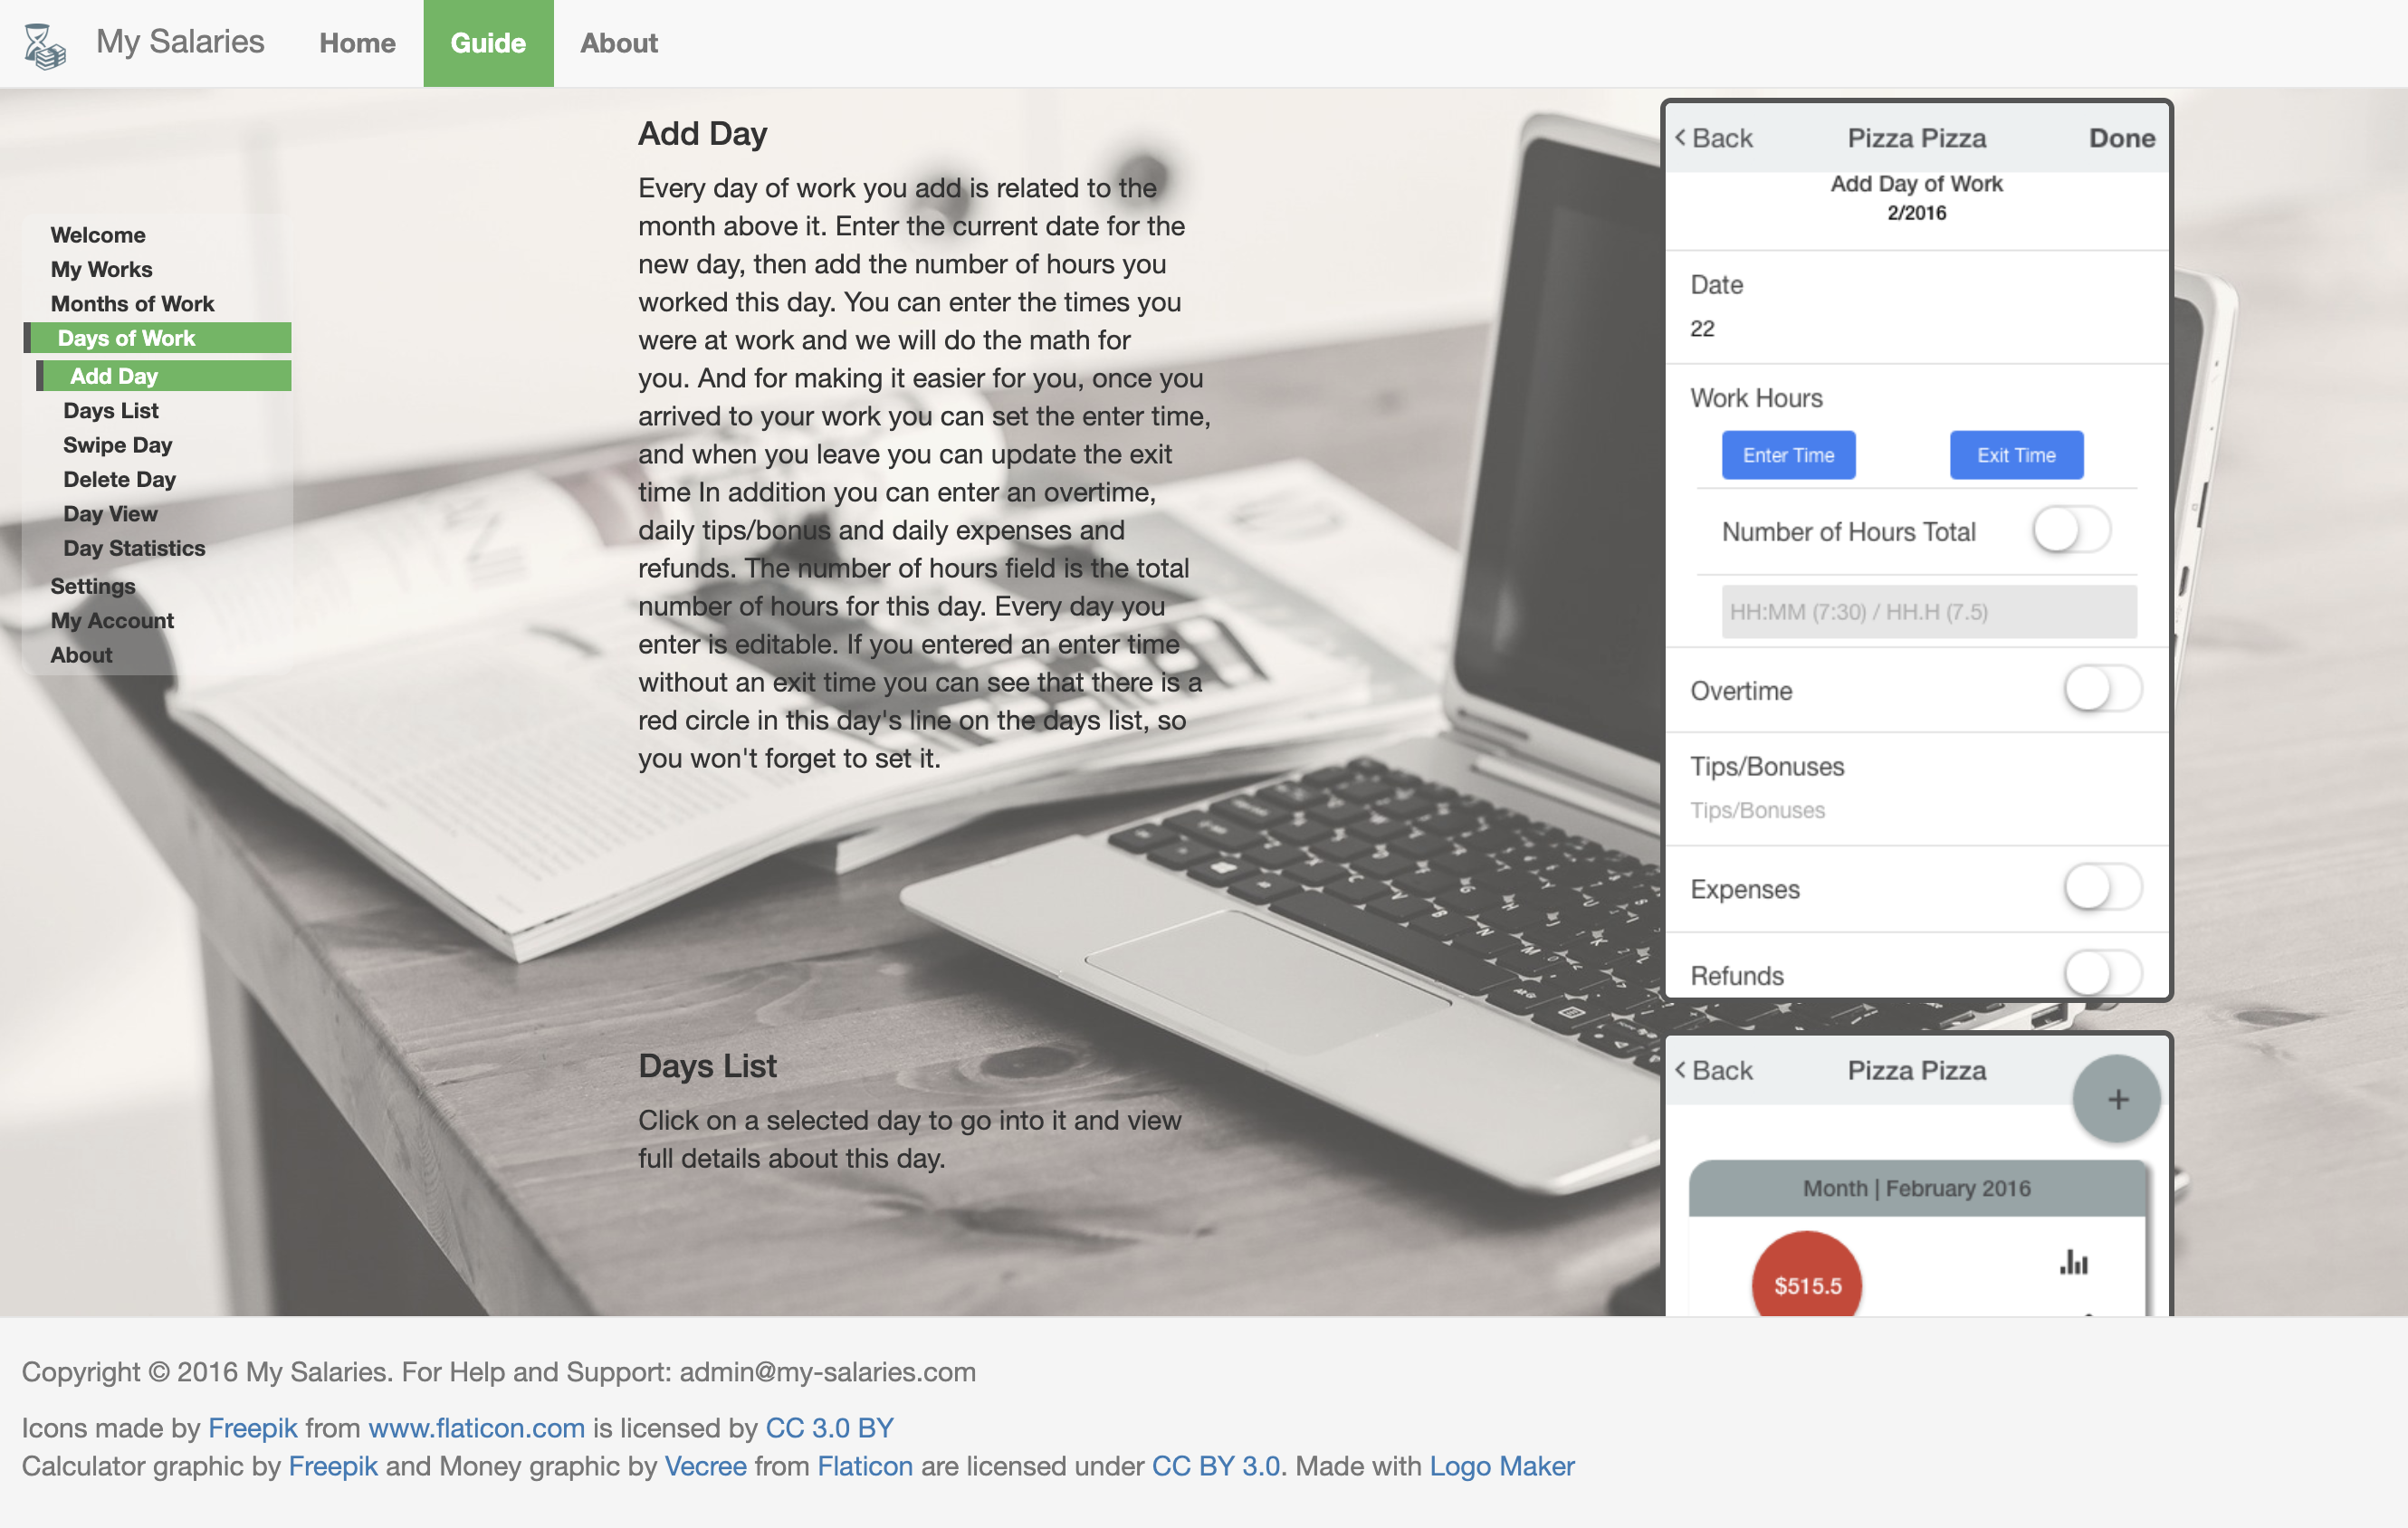 My Salaries
Home
Guide
About
Welcome
My Works
Months of Work
Days of Work
Add Day
Days List
Swipe Day
Delete Day
Day View
Day Statistics
Settings
My Account
About
Add Day
Every day of work you add is related to the
month above it. Enter the current date for the
new day, then add the number of hours you
worked this day. You can enter the times you
were at work and we will do the math for
you. And for making it easier for you, once you
arrived to your work you can set the enter time,
and when you leave you can update the exit
time In addition you can enter an overtime,
daily tips/bonus and daily expenses and
refunds. The number of hours field is the total
number of hours for this day. Every day you
enter is editable. If you entered an enter time
without an exit time you can see that there is a
red circle in this day's line on the days list, so
you won't forget to set it.
< Back
Pizza Pizza
Done
Add Day of Work
2/2016
Date
22
Work Hours
Enter Time
Exit Time
Number of Hours Total
HH:MM (7:30) / HH.H (7.5)
Overtime
Tips/Bonuses
Tips/Bonuses
Expenses
Refunds
Days List
Click on a selected day to go into it and view
full details about this day.
< Back
Pizza Pizza
+
Month | February 2016
$515.5
Copyright © 2016 My Salaries. For Help and Support: admin@my-salaries.com
Icons made by Freepik from www.flaticon.com is licensed by CC 3.0 BY
Calculator graphic by Freepik and Money graphic by Vecree from Flaticon are licensed under CC BY 3.0. Made with Logo Maker